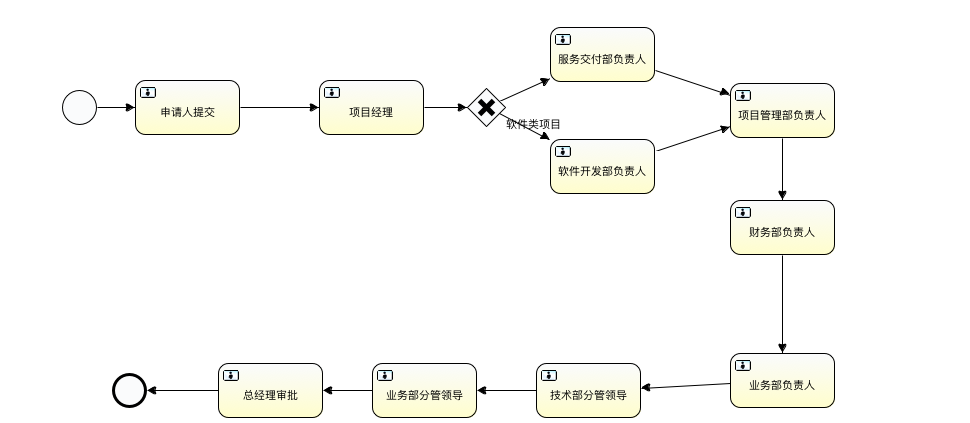 申请人提交
项目经理
软件类项目
服务交付部负责人
软件开发部负责人
项目管理部负责人
财务部负责人
业务部负责人
技术部分管领导
业务部分管领导
总经理审批